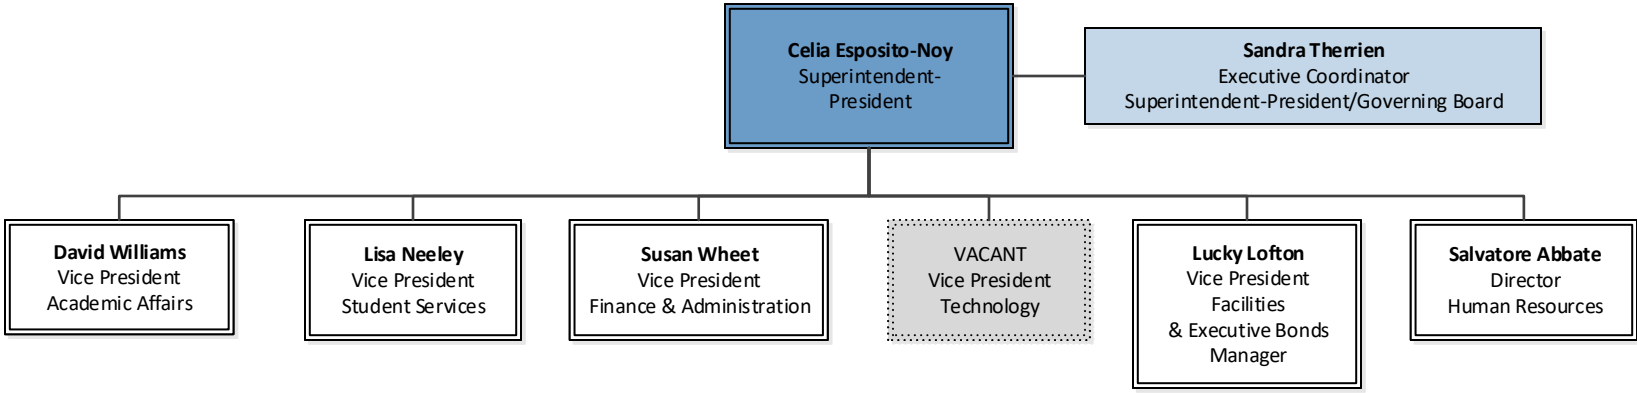 Celia Esposito-Noy
Superintendent-
President
Sandra Therrien
Executive Coordinator
Superintendent-President/Governing Board
David Williams
Vice President
Academic Affairs
Lisa Neeley
Vice President
Student Services
Susan Wheet
Vice President
Finance & Administration
VACANT
Vice President
Technology
Lucky Lofton
Vice President
Facilities
& Executive Bonds
Manager
Salvatore Abbate
Director
Human Resources